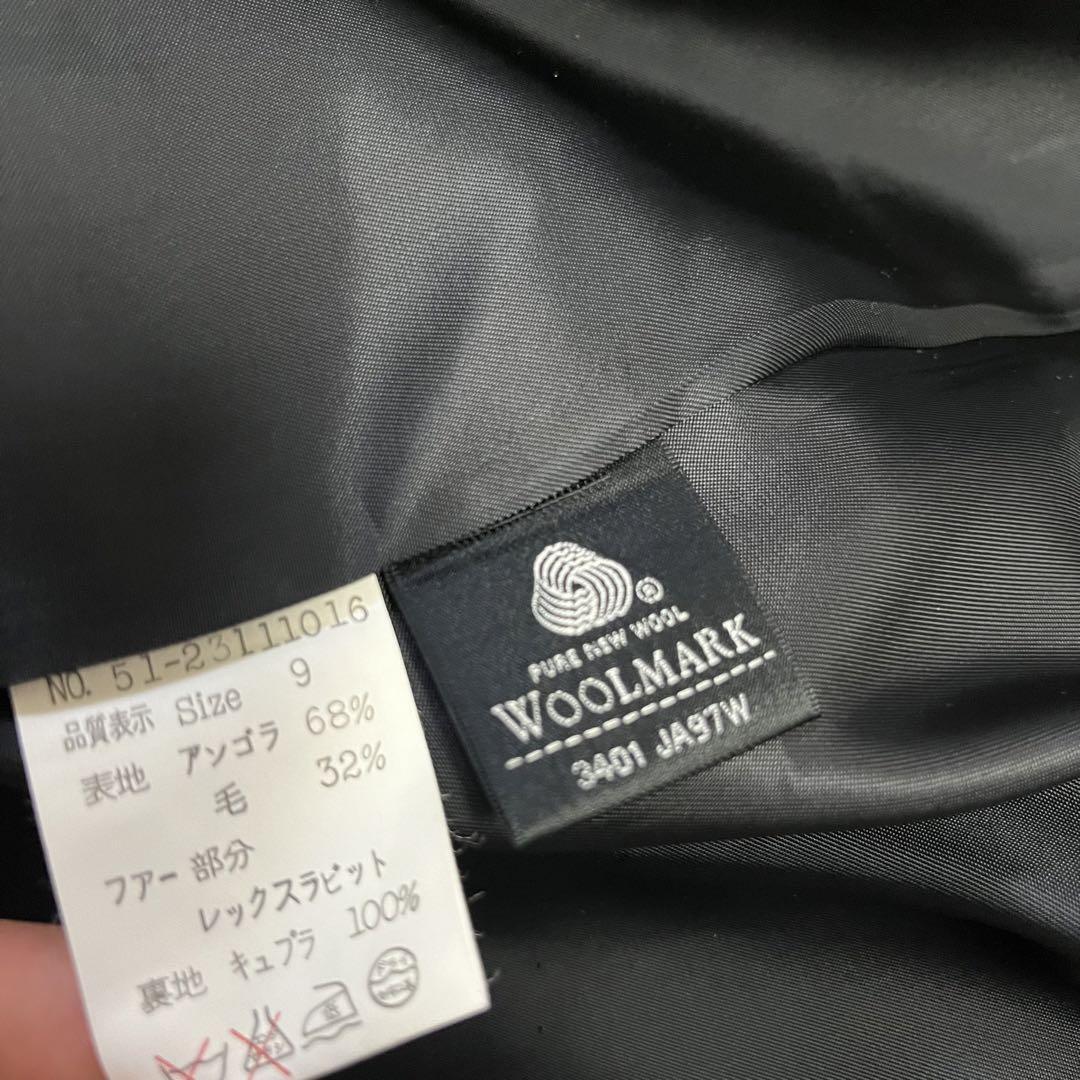 NO. 51-23111016
品質表示 Size 9
表地 アンゴラ 68%
毛 32%
フアー部分
レックスラビット
裏地 キュプラ 100%
PURE NEW WOOL
WOOLMARK
3401 JA97W